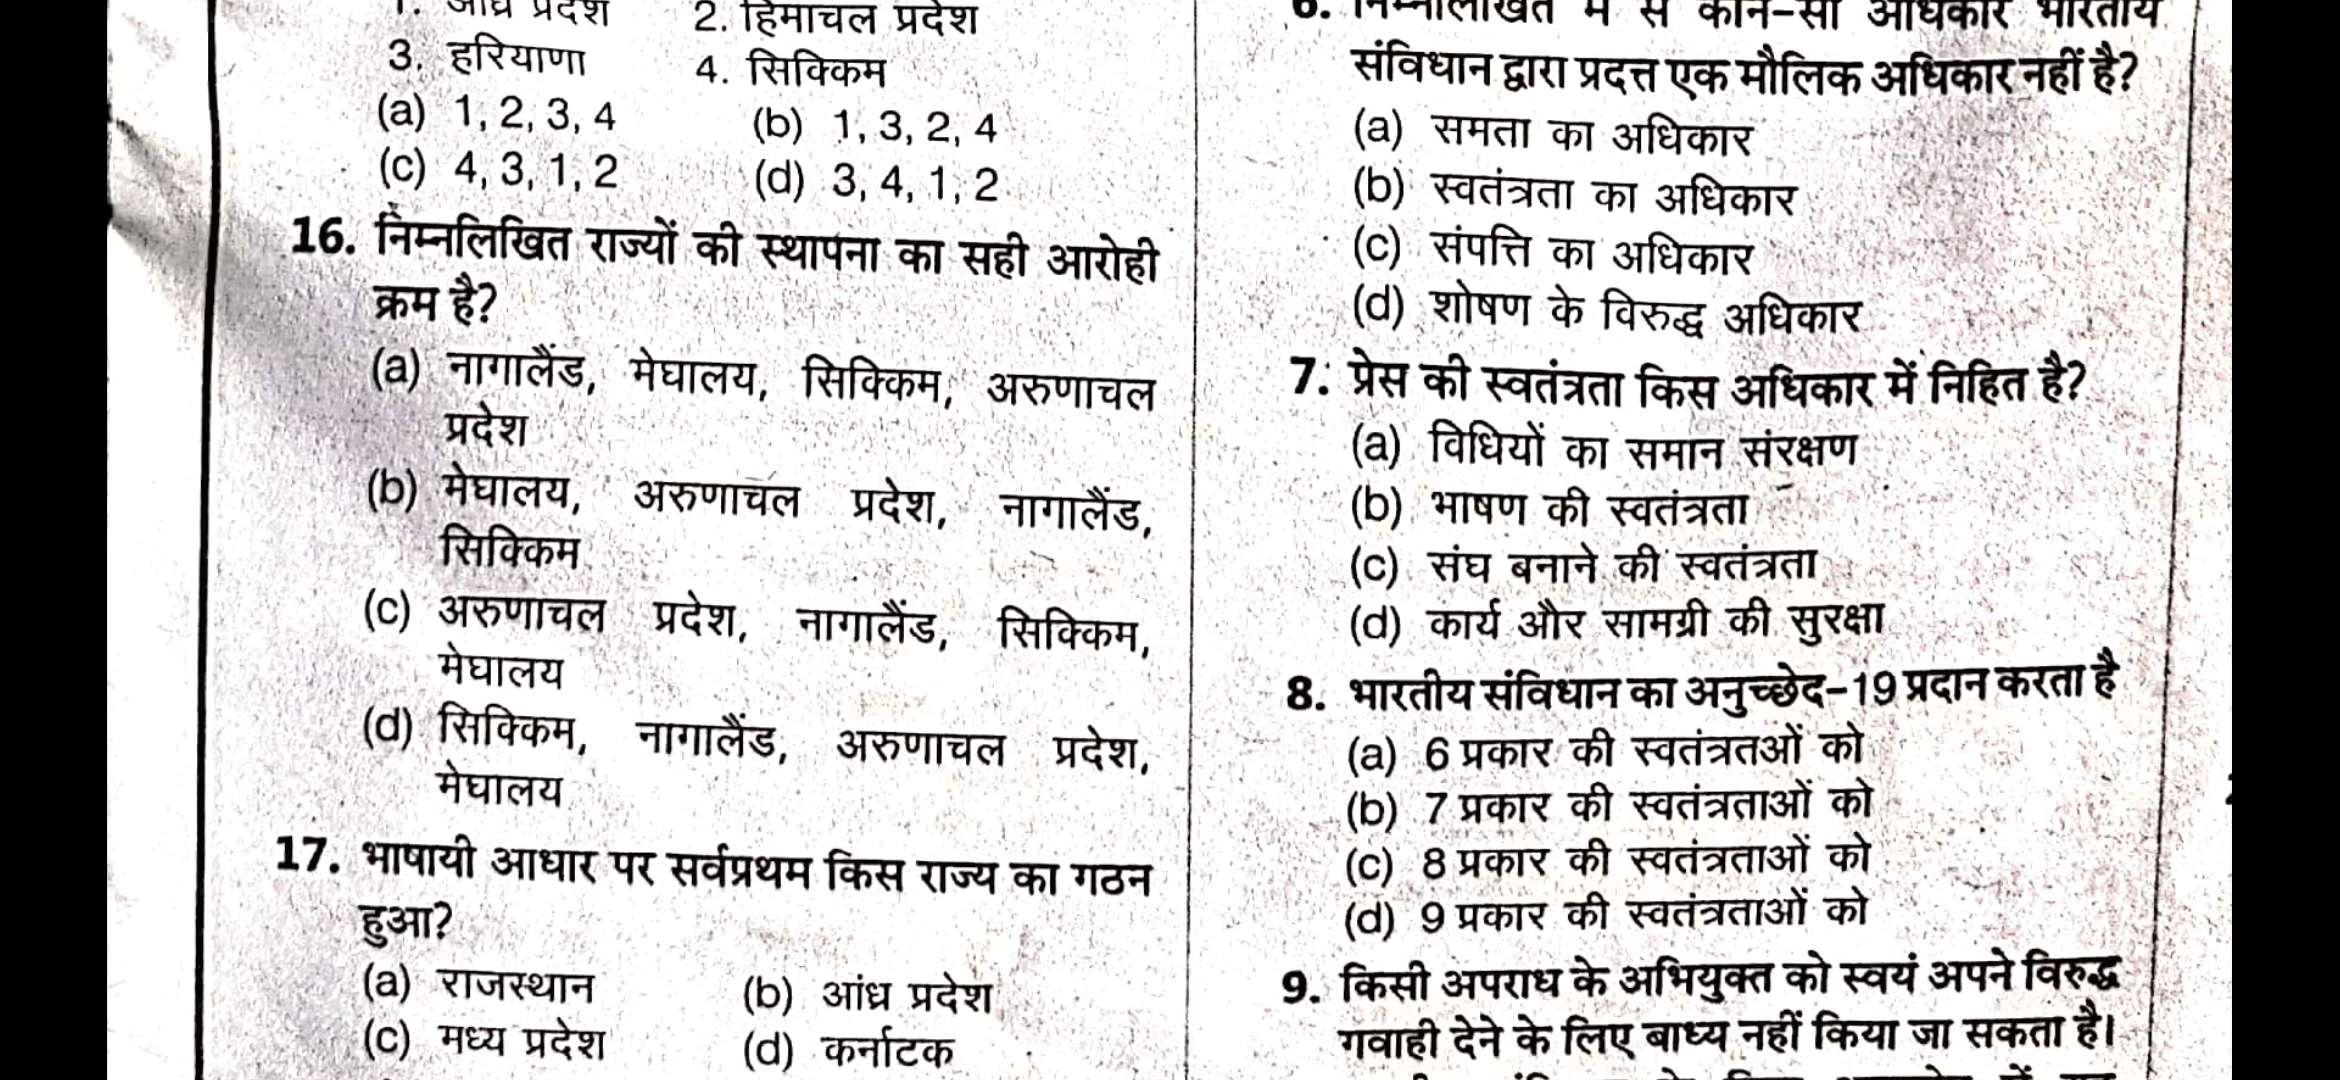 1. आंध्र प्रदेश 2. हिमाचल प्रदेश
3. हरियाणा 4. सिक्किम
(a) 1, 2, 3, 4 (b) 1, 3, 2, 4
(c) 4, 3, 1, 2 (d) 3, 4, 1, 2
16. निम्नलिखित राज्यों की स्थापना का सही आरोही
क्रम है?
(a) नागालैंड, मेघालय, सिक्किम, अरुणाचल
प्रदेश
(b) मेघालय, अरुणाचल प्रदेश, नागालैंड,
सिक्किम
(c) अरुणाचल प्रदेश, नागालैंड, सिक्किम,
मेघालय
(d) सिक्किम, नागालैंड, अरुणाचल प्रदेश,
मेघालय
17. भाषायी आधार पर सर्वप्रथम किस राज्य का गठन
हुआ?
(a) राजस्थान (b) आंध्र प्रदेश
(c) मध्य प्रदेश (d) कर्नाटक
6. निम्नलिखित में से कौन-सा अधिकार भारतीय
संविधान द्वारा प्रदत्त एक मौलिक अधिकार नहीं है?
(a) समता का अधिकार
(b) स्वतंत्रता का अधिकार
(c) संपत्ति का अधिकार
(d) शोषण के विरुद्ध अधिकार
7. प्रेस की स्वतंत्रता किस अधिकार में निहित है?
(a) विधियों का समान संरक्षण
(b) भाषण की स्वतंत्रता
(c) संघ बनाने की स्वतंत्रता
(d) कार्य और सामग्री की सुरक्षा
8. भारतीय संविधान का अनुच्छेद-19 प्रदान करता है
(a) 6 प्रकार की स्वतंत्रतओं को
(b) 7 प्रकार की स्वतंत्रताओं को
(c) 8 प्रकार की स्वतंत्रताओं को
(d) 9 प्रकार की स्वतंत्रताओं को
9. किसी अपराध के अभियुक्त को स्वयं अपने विरुद्ध
गवाही देने के लिए बाध्य नहीं किया जा सकता है।